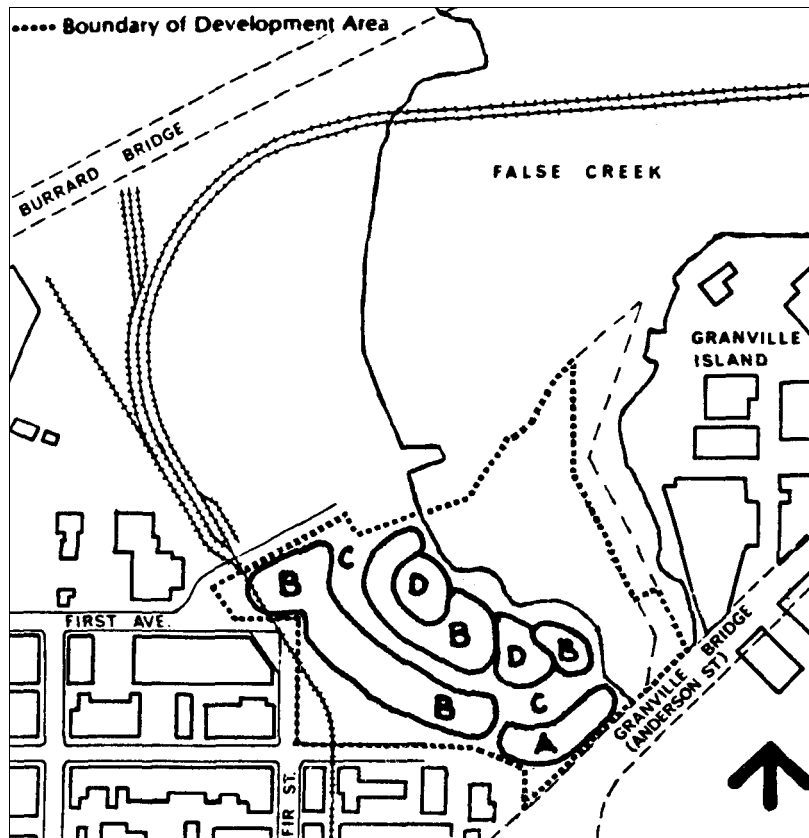 Boundary of Development Area
BURRARD BRIDGE
FALSE CREEK
GRANVILLE
ISLAND
C
B
D
B
D
B
FIRST AVE.
C
B
A
GRANVILLE BRIDGE
(ANDERSON ST)
FIR ST.